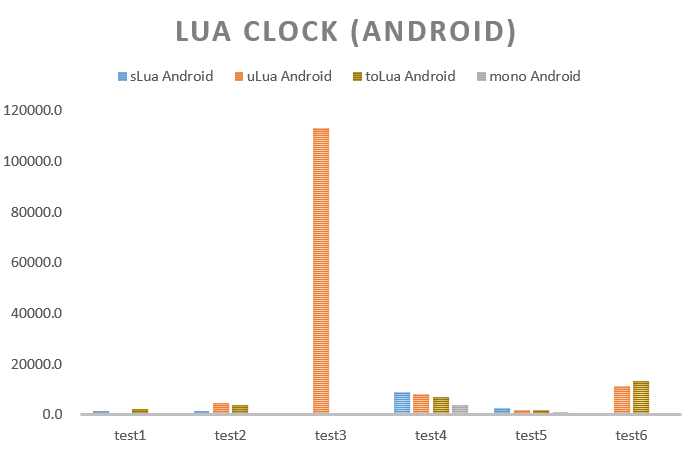 LUA CLOCK (ANDROID)
sLua Android uLua Android toLua Android mono Android
120000.0
100000.0
80000.0
60000.0
40000.0
20000.0
0.0
test1 test2 test3 test4 test5 test6